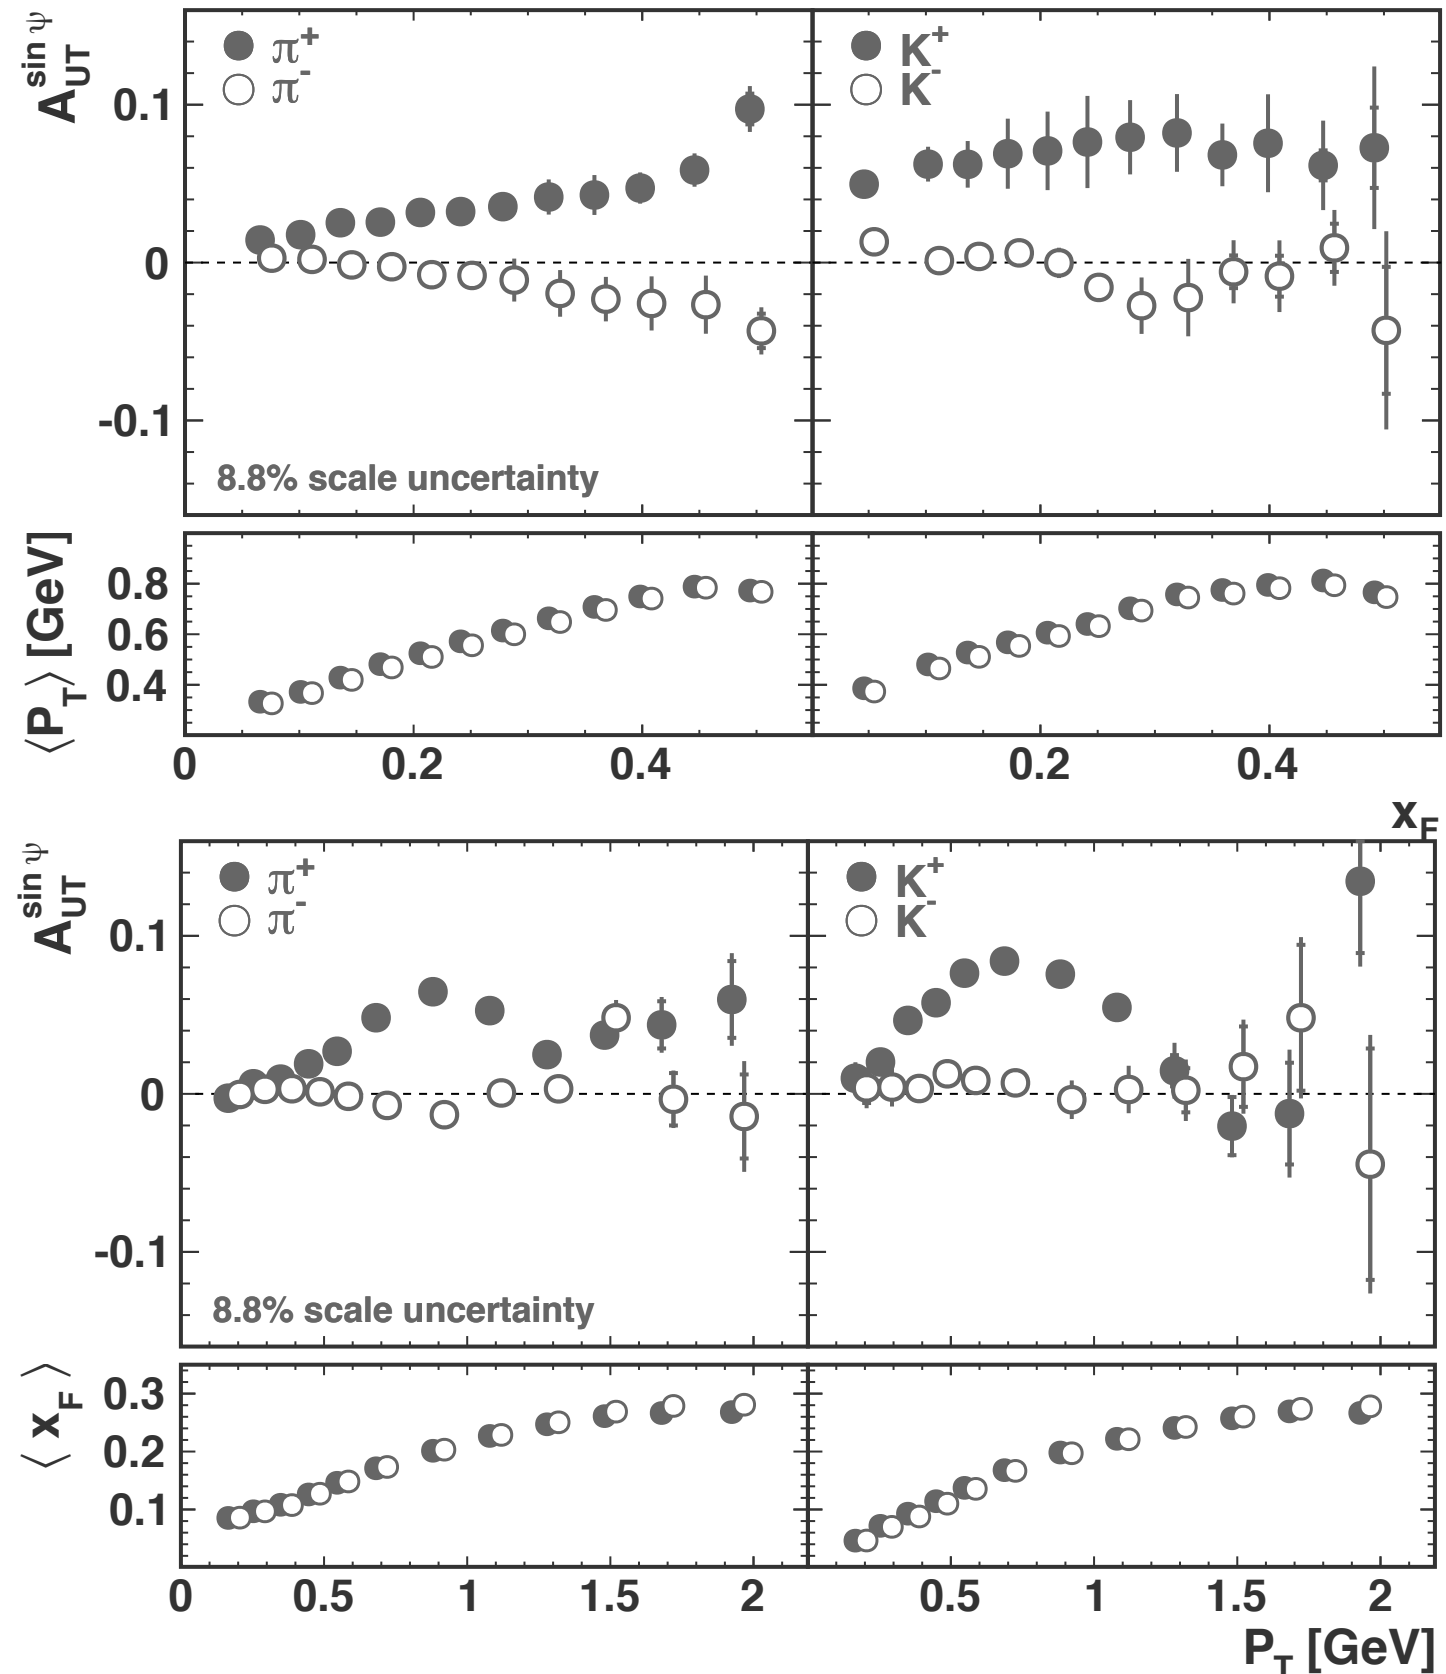 A_UT^sin ψ
π+
π-
K+
K-
0.1
0
-0.1
8.8% scale uncertainty
⟨P_T⟩ [GeV]
0.8
0.6
0.4
0 0.2 0.4 0.2 0.4
x_F
A_UT^sin ψ
π+
π-
K+
K-
0.1
0
-0.1
8.8% scale uncertainty
⟨x_F⟩
0.3
0.2
0.1
0 0.5 1 1.5 2 0.5 1 1.5 2
P_T [GeV]